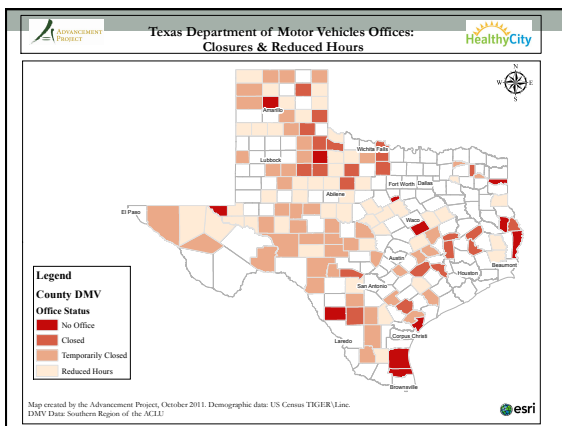 ADVANCEMENT
PROJECT
Texas Department of Motor Vehicles Offices:
Closures & Reduced Hours
HealthyCity
N
W
E
S
Amarillo
Lubbock
Wichita Falls
Fort Worth
Dallas
Abilene
El Paso
Waco
Austin
Beaumont
Houston
San Antonio
Corpus Christi
Laredo
Brownsville
Legend
County DMV
Office Status
No Office
Closed
Temporarily Closed
Reduced Hours
Map created by the Advancement Project, October 2011. Demographic data: US Census TIGER\Line.
DMV Data: Southern Region of the ACLU
esri